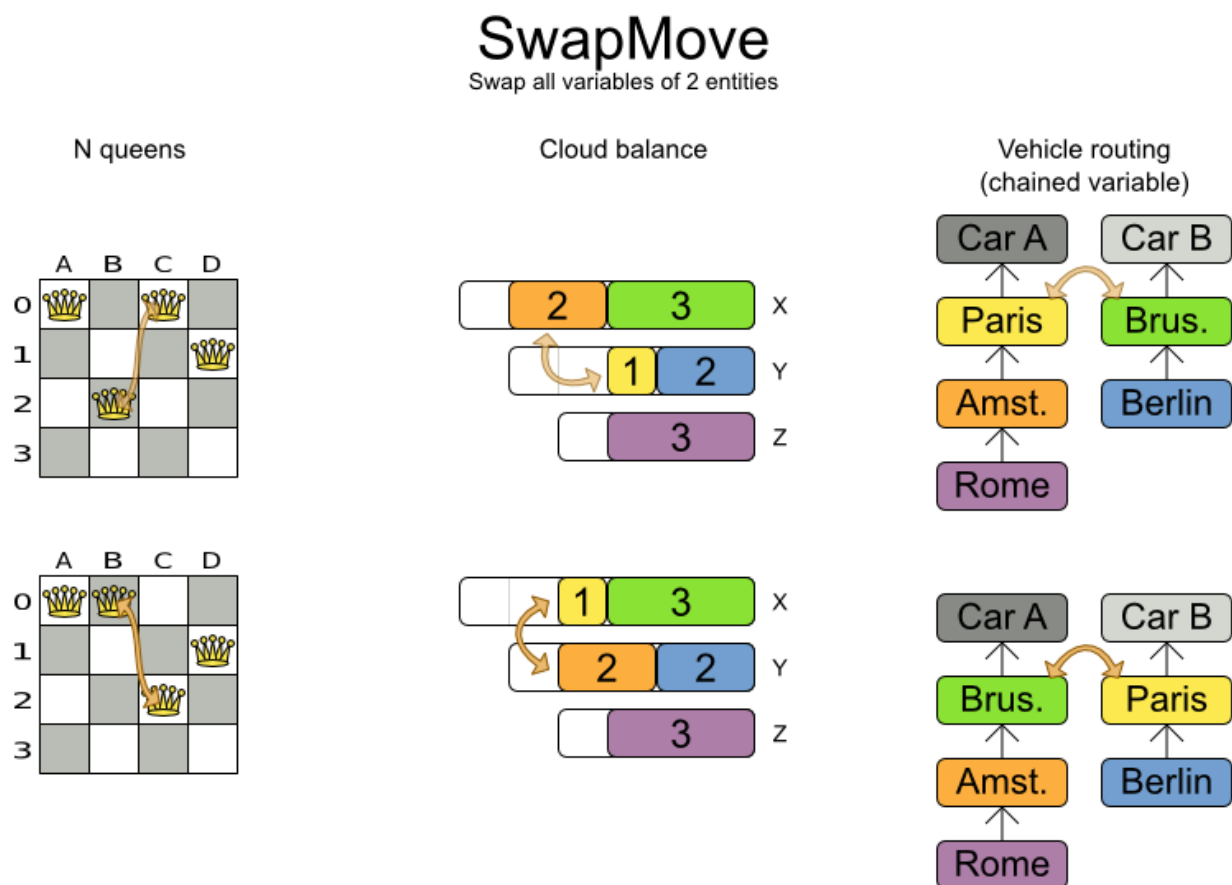 SwapMove
Swap all variables of 2 entities
N queens
Cloud balance
Vehicle routing
(chained variable)
A B C D
0
1
2
3
2 3 X
1 2 Y
3 Z
Car A Car B
Paris Brus.
Amst. Berlin
Rome
A B C D
0
1
2
3
1 3 X
2 2 Y
3 Z
Car A Car B
Brus. Paris
Amst. Berlin
Rome